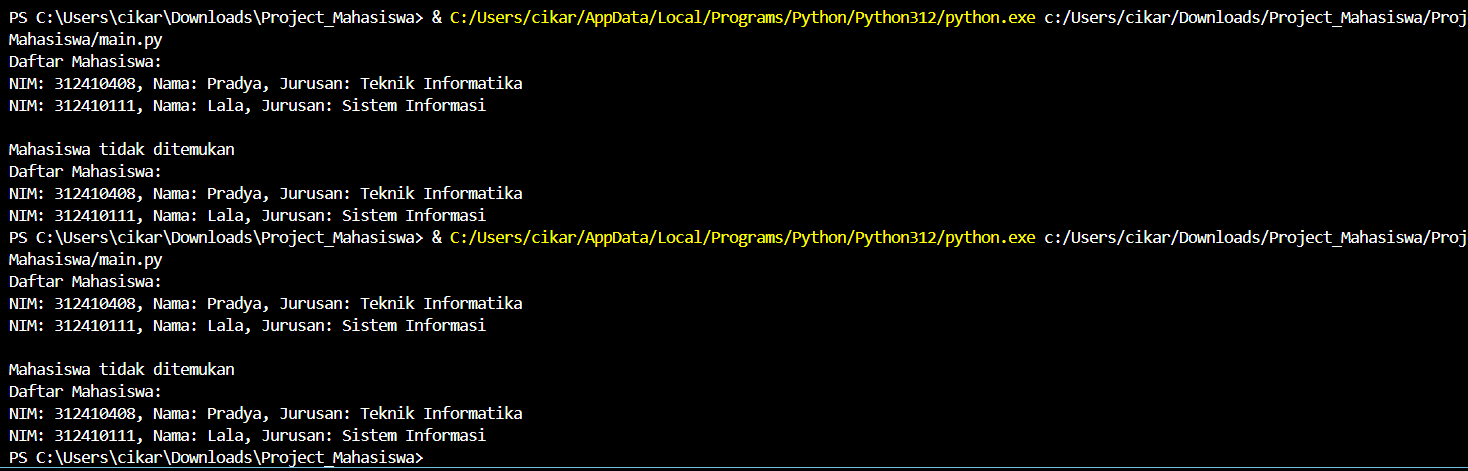 PS C:\Users\cikar\Downloads\Project_Mahasiswa> & C:/Users/cikar/AppData/Local/Programs/Python/Python312/python.exe c:/Users/cikar/Downloads/Project_Mahasiswa/Proj
Mahasiswa/main.py
Daftar Mahasiswa:
NIM: 312410408, Nama: Pradya, Jurusan: Teknik Informatika
NIM: 312410111, Nama: Lala, Jurusan: Sistem Informasi
Mahasiswa tidak ditemukan
Daftar Mahasiswa:
NIM: 312410408, Nama: Pradya, Jurusan: Teknik Informatika
NIM: 312410111, Nama: Lala, Jurusan: Sistem Informasi
PS C:\Users\cikar\Downloads\Project_Mahasiswa> & C:/Users/cikar/AppData/Local/Programs/Python/Python312/python.exe c:/Users/cikar/Downloads/Project_Mahasiswa/Proj
Mahasiswa/main.py
Daftar Mahasiswa:
NIM: 312410408, Nama: Pradya, Jurusan: Teknik Informatika
NIM: 312410111, Nama: Lala, Jurusan: Sistem Informasi
Mahasiswa tidak ditemukan
Daftar Mahasiswa:
NIM: 312410408, Nama: Pradya, Jurusan: Teknik Informatika
NIM: 312410111, Nama: Lala, Jurusan: Sistem Informasi
PS C:\Users\cikar\Downloads\Project_Mahasiswa>